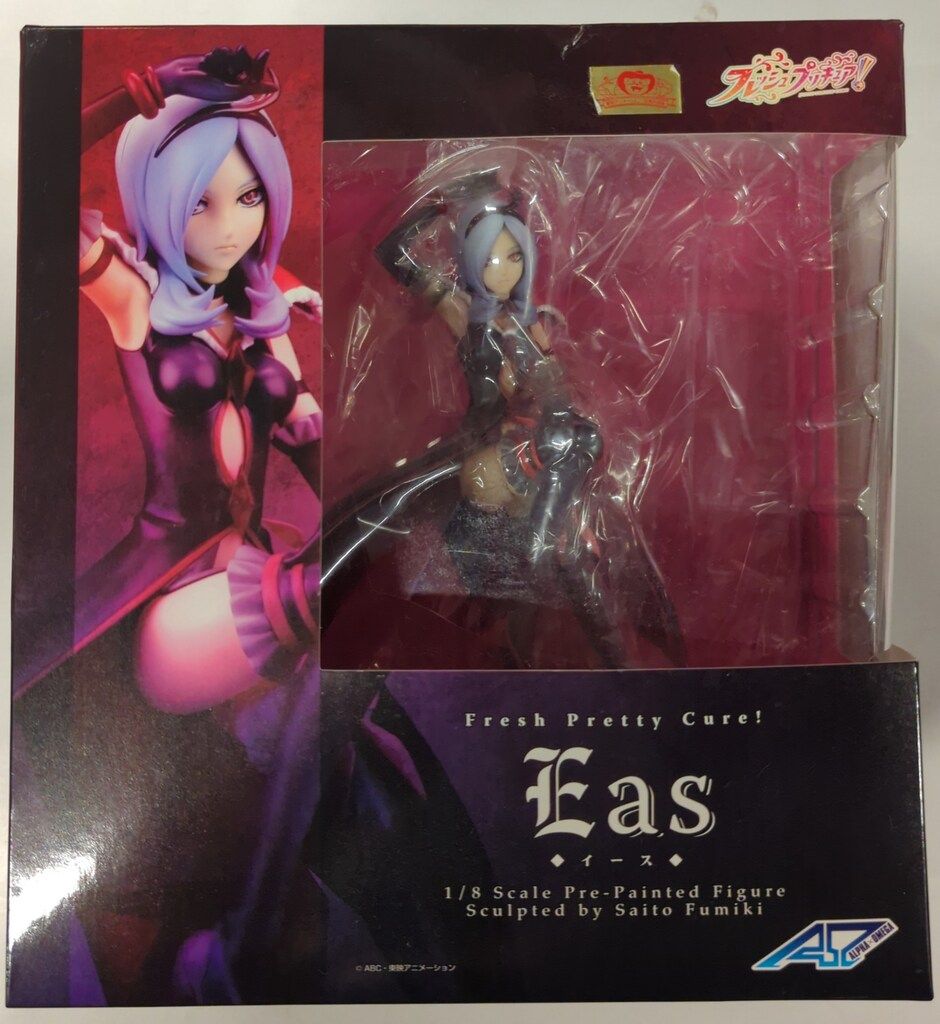 フレッシュプリキュア!
Fresh Pretty Cure!
Eas
◆イース◆
1/8 Scale Pre-Painted Figure
Sculpted by Saito Fumiki
AΩ
ALPHA×OMEGA
© ABC・東映アニメーション